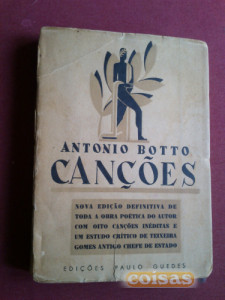 ANTONIO BOTTO
CANÇÕES
NOVA EDIÇÃO DEFINITIVA DE
TODA A OBRA POÉTICA DO AUTOR
COM OITO CANÇÕES INÉDITAS E
UM ESTUDO CRÍTICO DE TEIXEIRA
GOMES ANTIGO CHEFE DE ESTADO
EDIÇÕES PAULO GUEDES
coisas